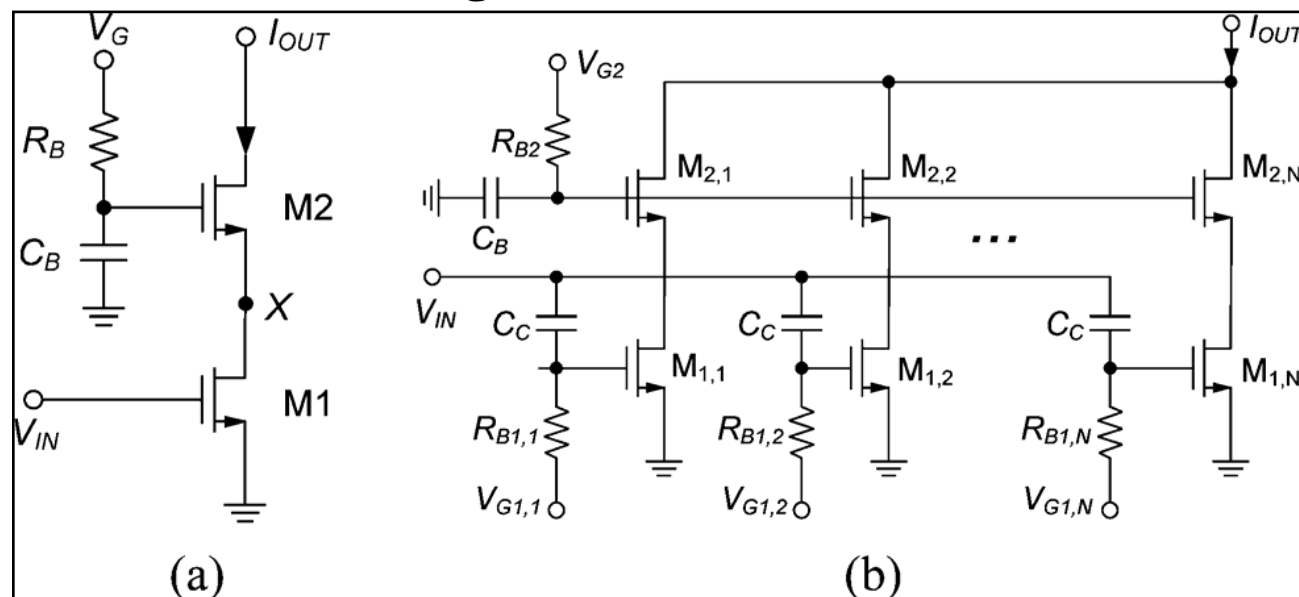 V_G
I_OUT
R_B
M2
C_B
X
M1
V_IN
(a)
I_OUT
V_G2
R_B2
M_2,1
M_2,2
M_2,N
C_B
...
V_IN
C_C
C_C
C_C
M_1,1
M_1,2
M_1,N
R_B1,1
R_B1,2
R_B1,N
V_G1,1
V_G1,2
V_G1,N
(b)